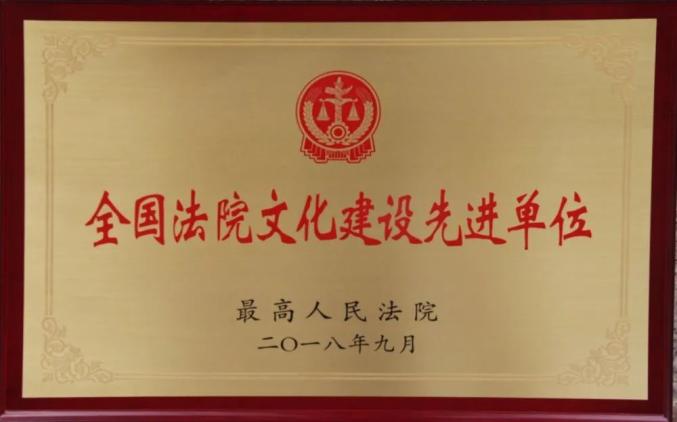 全国法院文化建设先进单位
最高人民法院
二〇一八年九月